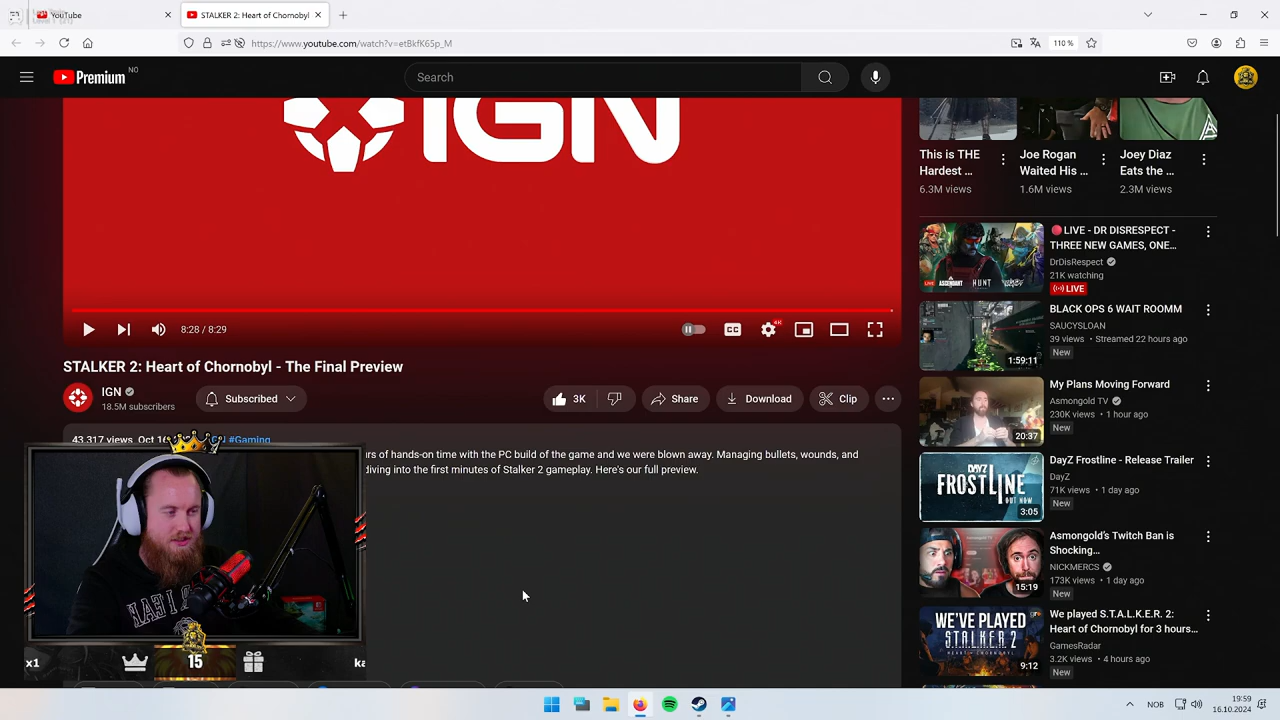 YouTube
STALKER 2: Heart of Chornobyl
https://www.youtube.com/watch?v=etBkfK65p_M
110 %
Premium
NO
Search
IGN
8:28 / 8:29
CC
4K
STALKER 2: Heart of Chornobyl - The Final Preview
IGN
18.5M subscribers
Subscribed
3K
Share
Download
Clip
43,317 views
#Gaming
of hands-on time with the PC build of the game and we were blown away. Managing bullets, wounds, and
diving into the first minutes of Stalker 2 gameplay. Here's our full preview.
x1
15
This is THE
Hardest ...
6.3M views
Joe Rogan
Waited His ...
1.6M views
Joey Diaz
Eats the ...
2.3M views
LIVE - DR DISRESPECT -
THREE NEW GAMES, ONE...
DrDisRespect
21K watching
LIVE
ASCENDANT
HUNT
BLACK OPS 6 WAIT ROOMM
SAUCYSLOAN
39 views • Streamed 22 hours ago
New
1:59:11
My Plans Moving Forward
Asmongold TV
230K views • 1 hour ago
New
20:37
DayZ Frostline - Release Trailer
DayZ
71K views • 1 day ago
New
DAYZ
FROSTLINE
OUT NOW
3:05
Asmongold's Twitch Ban is
Shocking...
NICKMERCS
173K views • 1 day ago
New
15:19
We played S.T.A.L.K.E.R. 2:
Heart of Chornobyl for 3 hours...
GamesRadar
3.2K views • 4 hours ago
New
WE'VE PLAYED
S.T.A.L.K.E.R. 2
9:12
NOB
19:59
16.10.2024